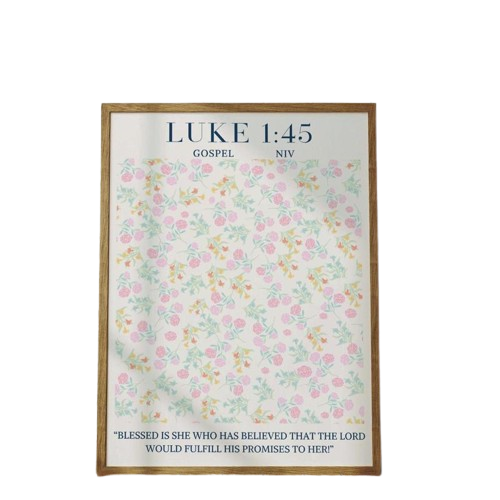 LUKE 1:45
GOSPEL NIV
“BLESSED IS SHE WHO HAS BELIEVED THAT THE LORD
WOULD FULFILL HIS PROMISES TO HER!”